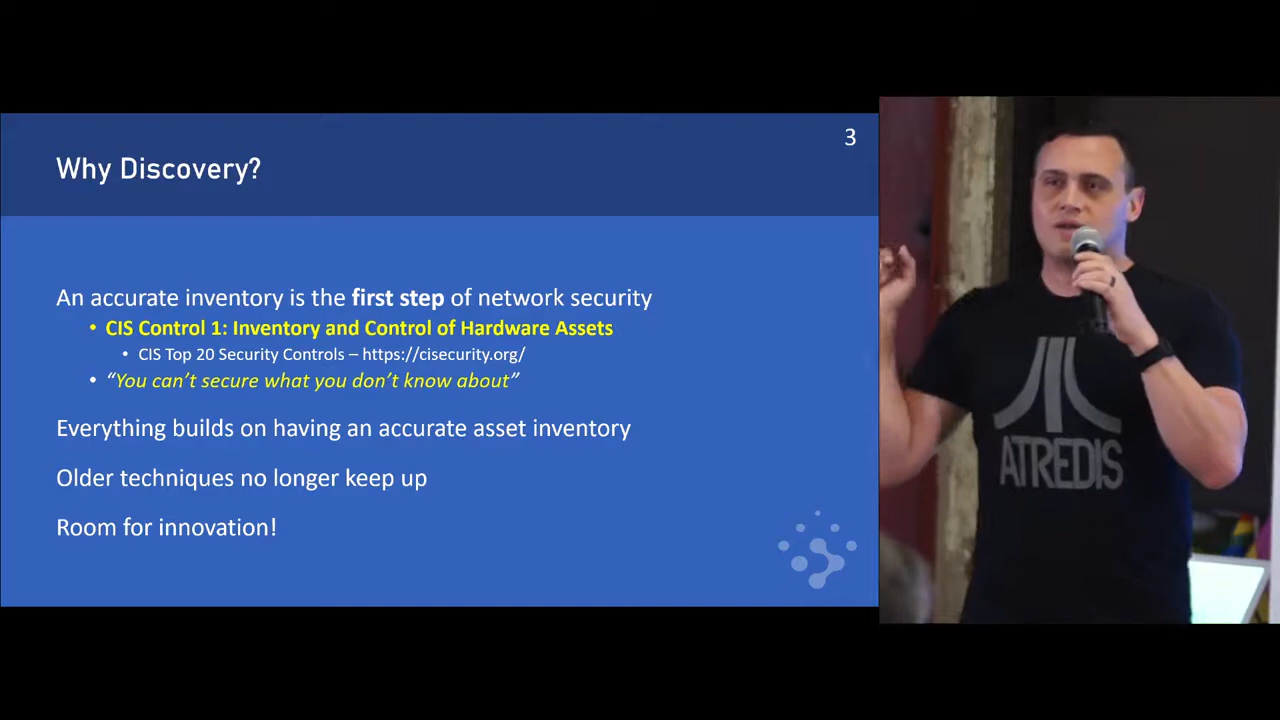 3
Why Discovery?
An accurate inventory is the first step of network security
• CIS Control 1: Inventory and Control of Hardware Assets
• CIS Top 20 Security Controls – https://cisecurity.org/
• “You can’t secure what you don’t know about”
Everything builds on having an accurate asset inventory
Older techniques no longer keep up
Room for innovation!
ATREDIS